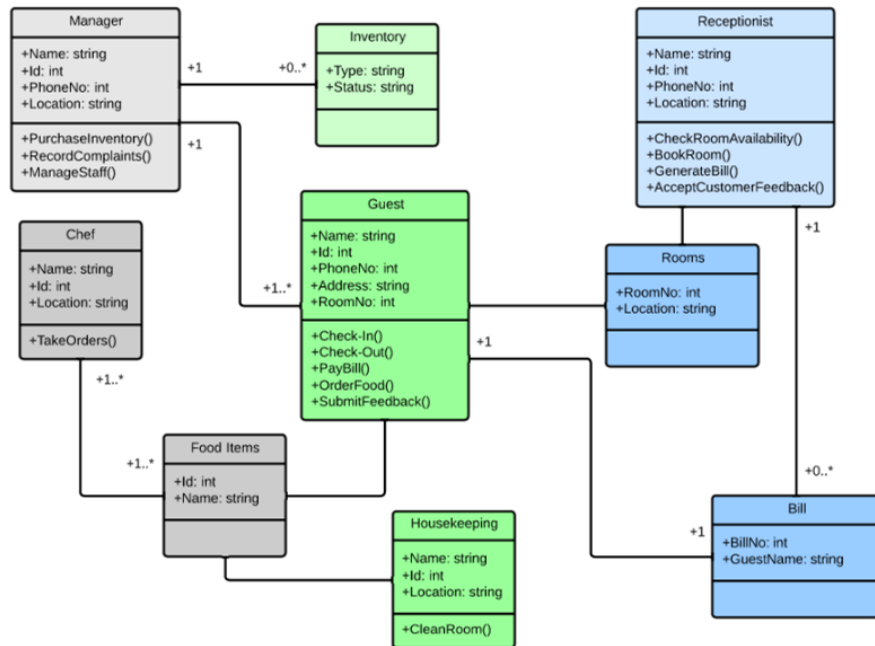 Manager
+Name: string
+Id: int
+PhoneNo: int
+Location: string
+PurchaseInventory()
+RecordComplaints()
+ManageStaff()
+1
+0..*
+1
Inventory
+Type: string
+Status: string
Receptionist
+Name: string
+Id: int
+PhoneNo: int
+Location: string
+CheckRoomAvailability()
+BookRoom()
+GenerateBill()
+AcceptCustomerFeedback()
+1
Chef
+Name: string
+Id: int
+Location: string
+TakeOrders()
+1..*
Guest
+Name: string
+Id: int
+PhoneNo: int
+Address: string
+RoomNo: int
+Check-In()
+Check-Out()
+PayBill()
+OrderFood()
+SubmitFeedback()
+1..*
+1
Rooms
+RoomNo: int
+Location: string
Food Items
+Id: int
+Name: string
+1..*
Housekeeping
+Name: string
+Id: int
+Location: string
+CleanRoom()
+0..*
+1
Bill
+BillNo: int
+GuestName: string